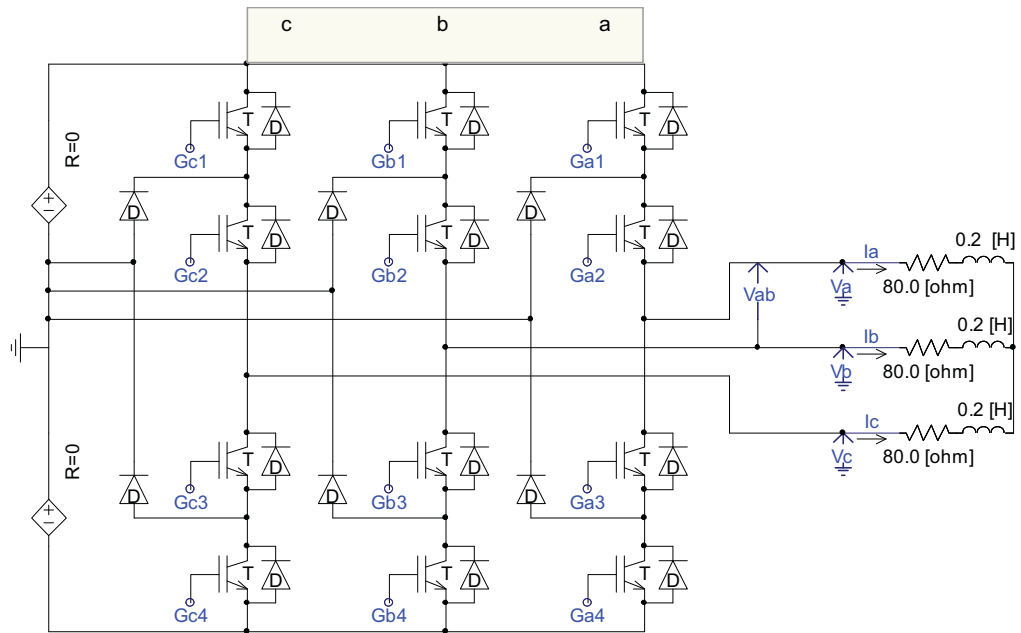 c b a
T D T D T D
R=0
Gc1 Gb1 Ga1
D D D
T D T D T D
Gc2 Gb2 Ga2
0.2 [H]
Ia
Va
80.0 [ohm]
Vab
0.2 [H]
Ib
Vb
80.0 [ohm]
0.2 [H]
Ic
Vc
80.0 [ohm]
R=0
T D T D T D
D D D
Gc3 Gb3 Ga3
T D T D T D
Gc4 Gb4 Ga4